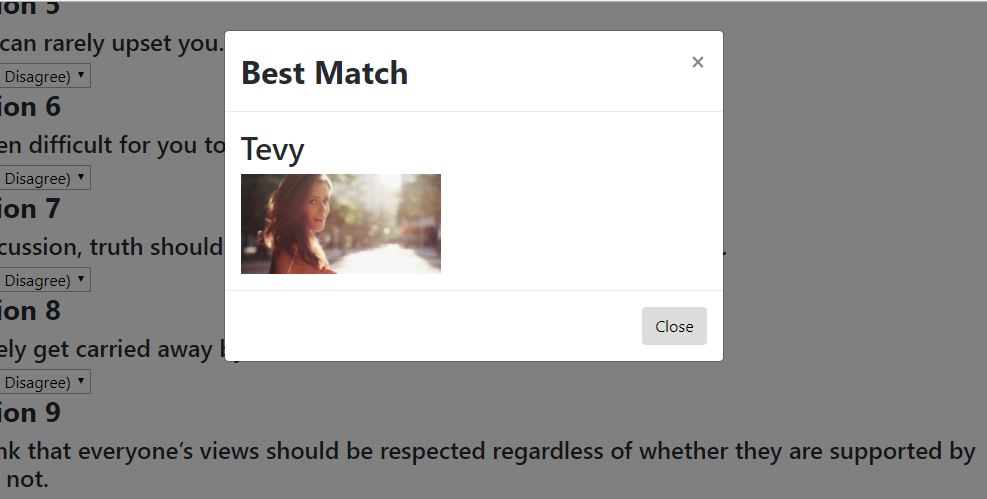 ion 5
can rarely upset you.
Disagree)
ion 6
en difficult for you to
Disagree)
ion 7
cussion, truth should
Disagree)
ion 8
ely get carried away
Disagree)
ion 9
nk that everyone’s views should be respected regardless of whether they are supported by
not.
Best Match
×
Tevy
Close